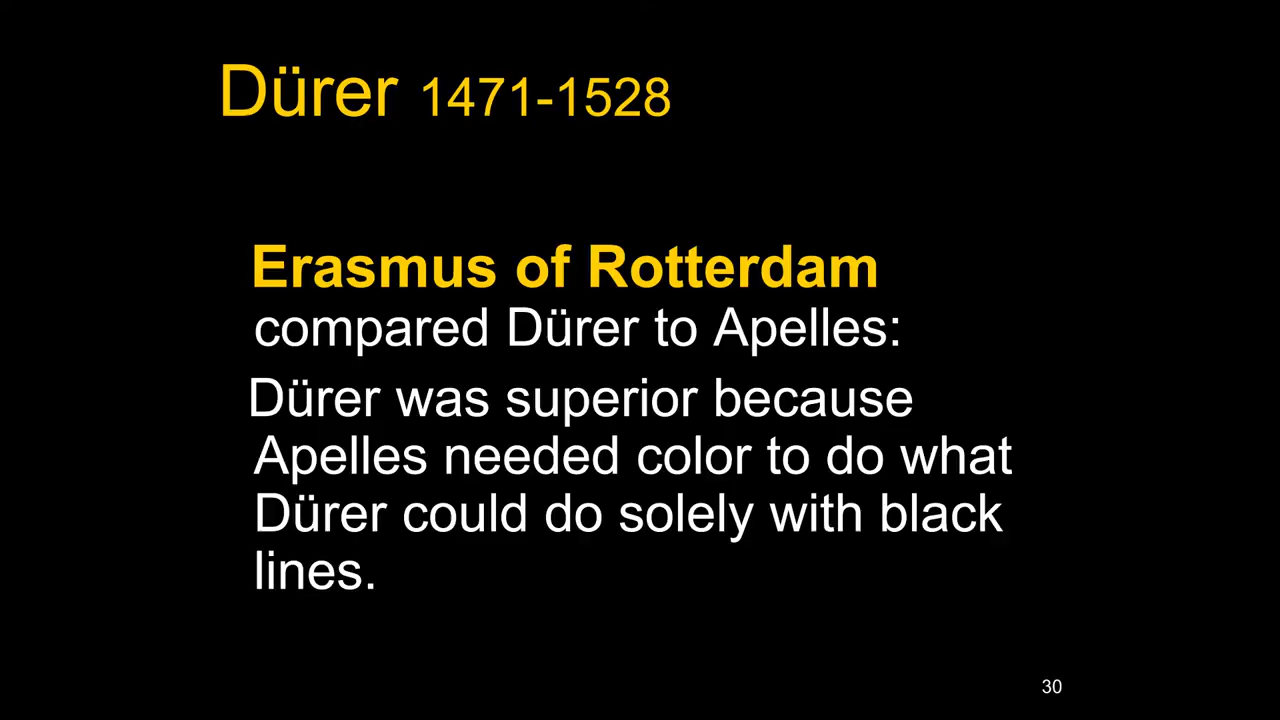 Dürer 1471-1528
Erasmus of Rotterdam
compared Dürer to Apelles:
Dürer was superior because
Apelles needed color to do what
Dürer could do solely with black
lines.
30